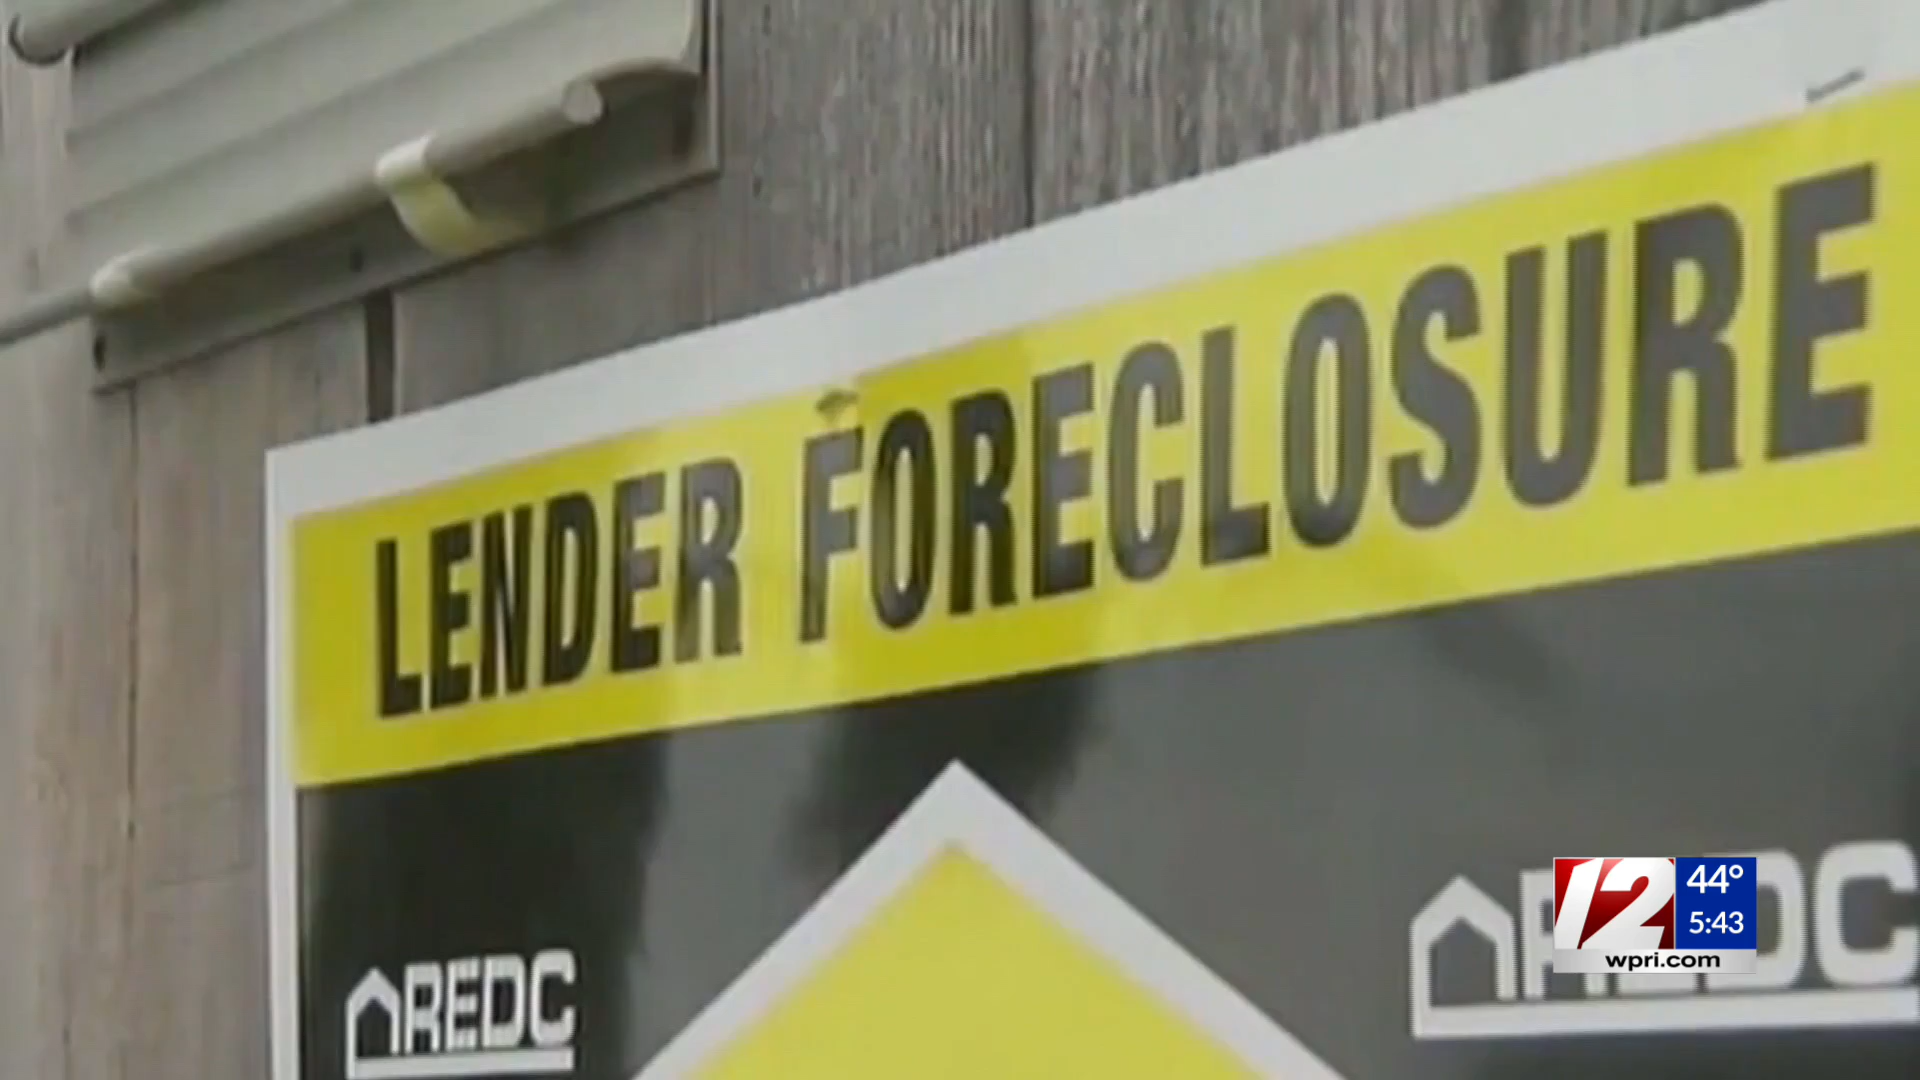 LENDER FORECLOSURE
REDC
REDC
12
44°
5:43
wpri.com